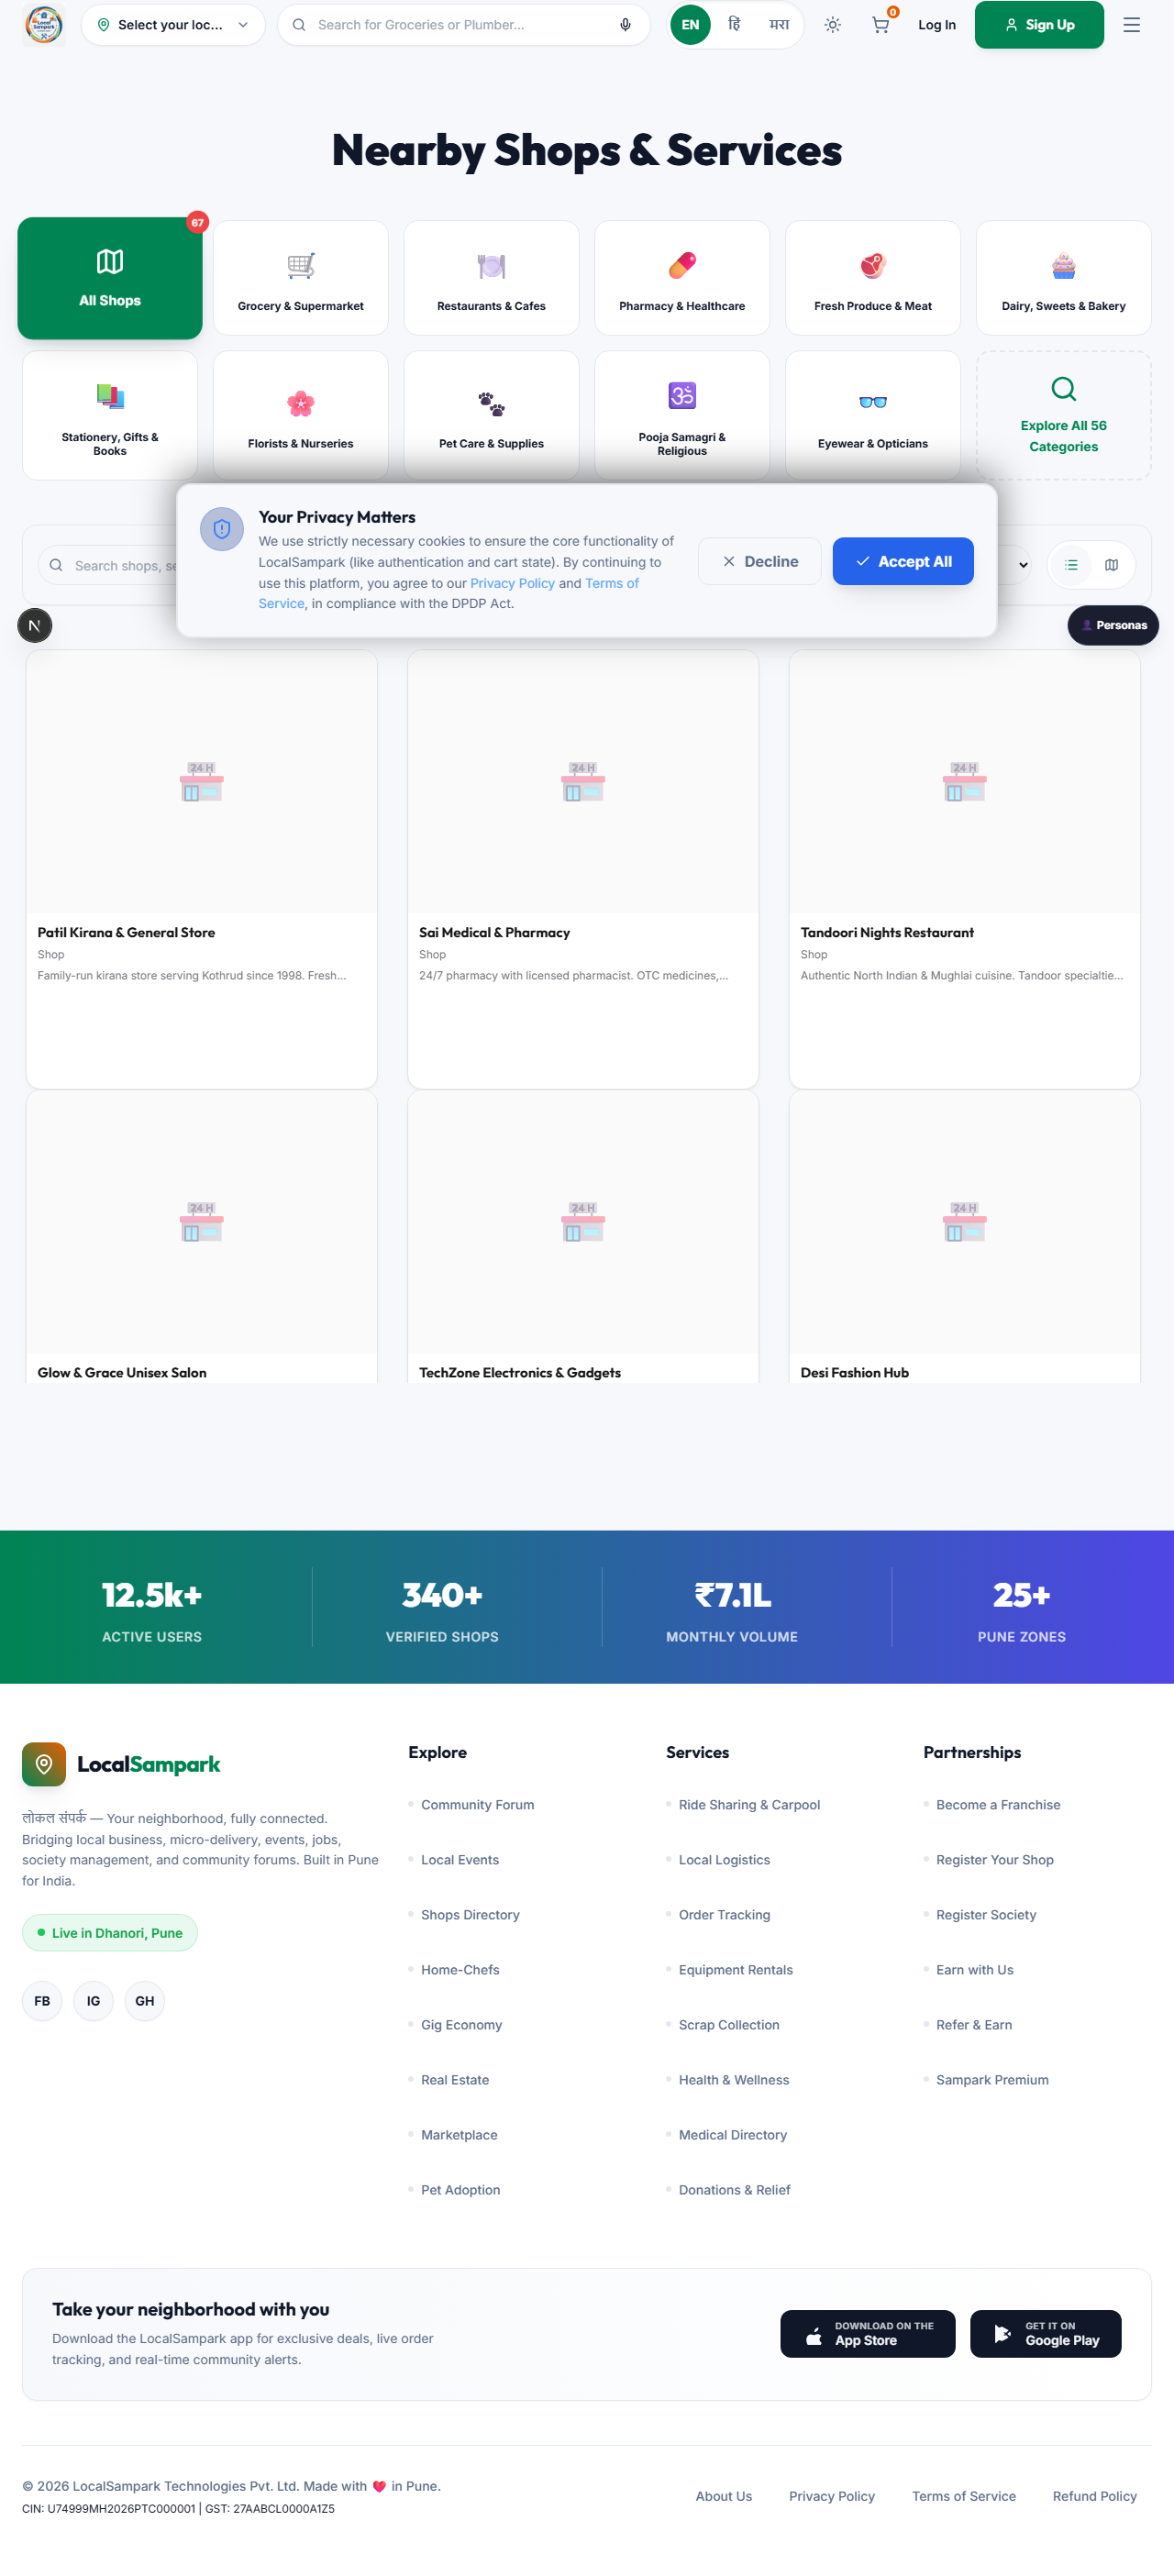 Select your loc...
Search for Groceries or Plumber...
EN
हिं
मरा
0
Log In
Sign Up
Nearby Shops & Services
67
All Shops
Grocery & Supermarket
Restaurants & Cafes
Pharmacy & Healthcare
Fresh Produce & Meat
Dairy, Sweets & Bakery
Stationery, Gifts &
Books
Florists & Nurseries
Pet Care & Supplies
Pooja Samagri &
Religious
Eyewear & Opticians
Explore All 56
Categories
Your Privacy Matters
We use strictly necessary cookies to ensure the core functionality of
LocalSampark (like authentication and cart state). By continuing to
use this platform, you agree to our Privacy Policy and Terms of
Service, in compliance with the DPDP Act.
Decline
Accept All
Search shops, se
N
Personas
24 H
24 H
24 H
Patil Kirana & General Store
Shop
Family-run kirana store serving Kothrud since 1998. Fresh...
Sai Medical & Pharmacy
Shop
24/7 pharmacy with licensed pharmacist. OTC medicines,...
Tandoori Nights Restaurant
Shop
Authentic North Indian & Mughlai cuisine. Tandoor specialtie...
24 H
24 H
24 H
Glow & Grace Unisex Salon
TechZone Electronics & Gadgets
Desi Fashion Hub
12.5k+
ACTIVE USERS
340+
VERIFIED SHOPS
₹7.1L
MONTHLY VOLUME
25+
PUNE ZONES
LocalSampark
लोकल संपर्क — Your neighborhood, fully connected.
Bridging local business, micro-delivery, events, jobs,
society management, and community forums. Built in Pune
for India.
Live in Dhanori, Pune
FB
IG
GH
Explore
Community Forum
Local Events
Shops Directory
Home-Chefs
Gig Economy
Real Estate
Marketplace
Pet Adoption
Services
Ride Sharing & Carpool
Local Logistics
Order Tracking
Equipment Rentals
Scrap Collection
Health & Wellness
Medical Directory
Donations & Relief
Partnerships
Become a Franchise
Register Your Shop
Register Society
Earn with Us
Refer & Earn
Sampark Premium
Take your neighborhood with you
Download the LocalSampark app for exclusive deals, live order
tracking, and real-time community alerts.
DOWNLOAD ON THE
App Store
GET IT ON
Google Play
© 2026 LocalSampark Technologies Pvt. Ltd. Made with ❤️ in Pune.
CIN: U74999MH2026PTC000001 | GST: 27AABCL0000A1Z5
About Us
Privacy Policy
Terms of Service
Refund Policy